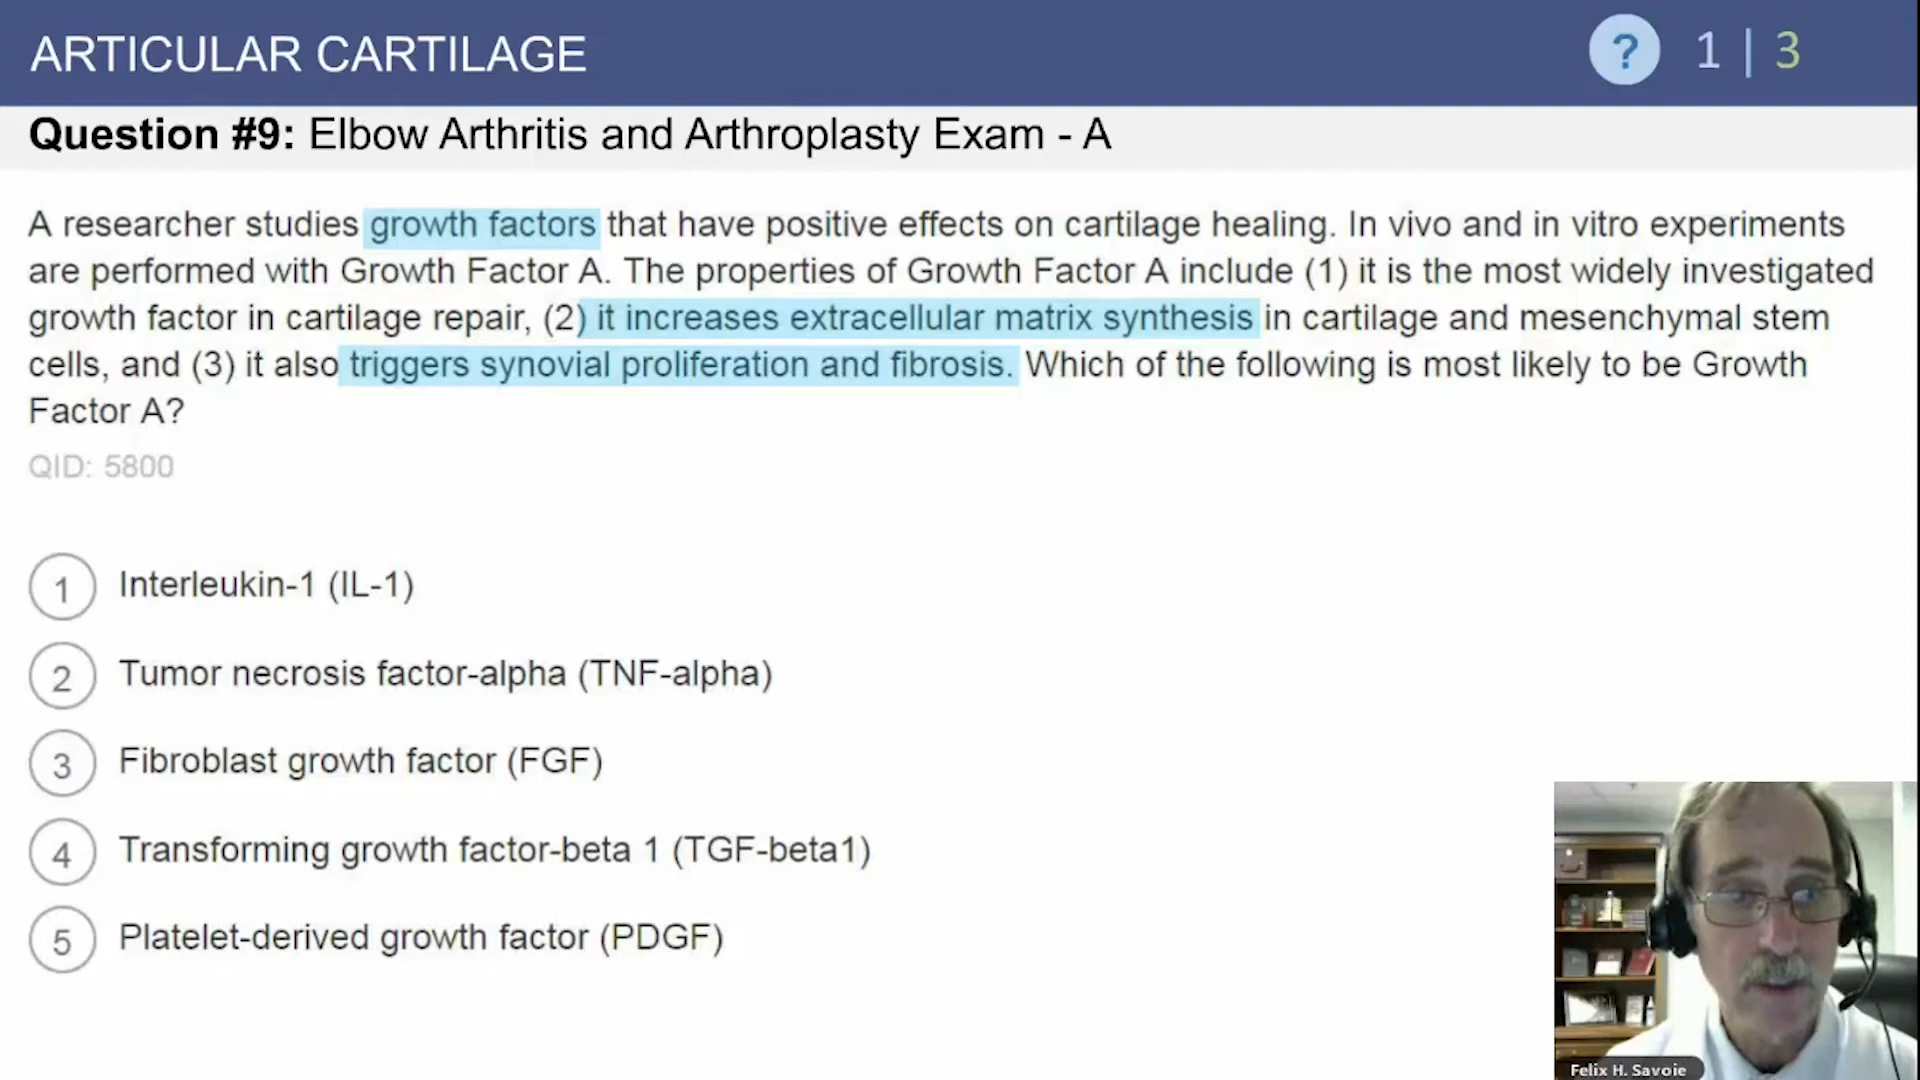 ARTICULAR CARTILAGE
? 1 | 3
Question #9: Elbow Arthritis and Arthroplasty Exam - A
A researcher studies growth factors that have positive effects on cartilage healing. In vivo and in vitro experiments
are performed with Growth Factor A. The properties of Growth Factor A include (1) it is the most widely investigated
growth factor in cartilage repair, (2) it increases extracellular matrix synthesis in cartilage and mesenchymal stem
cells, and (3) it also triggers synovial proliferation and fibrosis. Which of the following is most likely to be Growth
Factor A?
QID: 5800
1 Interleukin-1 (IL-1)
2 Tumor necrosis factor-alpha (TNF-alpha)
3 Fibroblast growth factor (FGF)
4 Transforming growth factor-beta 1 (TGF-beta1)
5 Platelet-derived growth factor (PDGF)
Felix H. Savoie